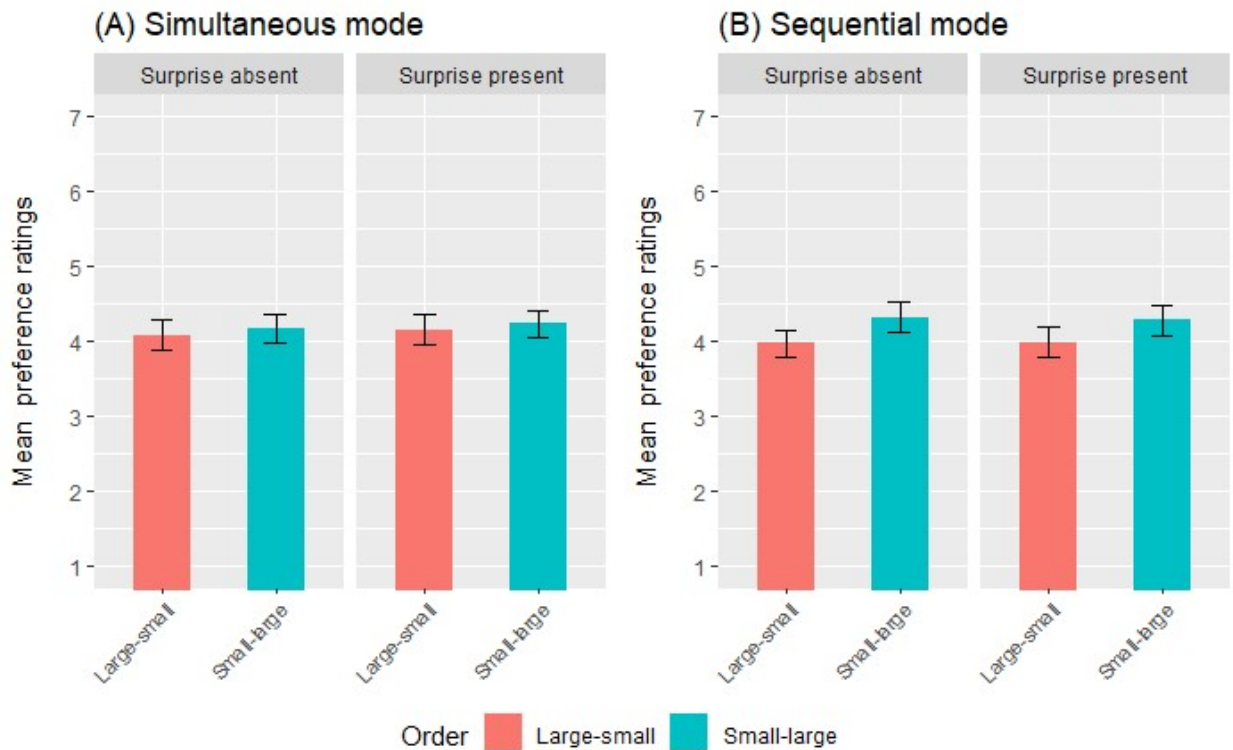 (A) Simultaneous mode
Surprise absent
Surprise present
Mean preference ratings
7
6
5
4
3
2
1
Large-small
Small-large
Large-small
Small-large
(B) Sequential mode
Surprise absent
Surprise present
Mean preference ratings
7
6
5
4
3
2
1
Large-small
Small-large
Large-small
Small-large
Order Large-small Small-large